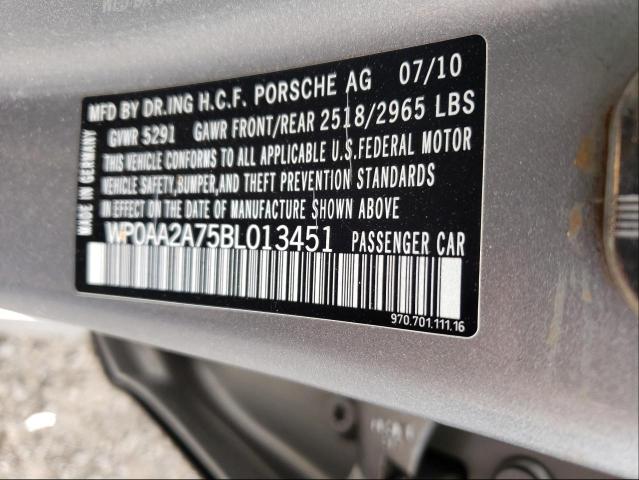 MFD BY DR.ING H.C.F. PORSCHE AG 07/10
GVWR 5291 GAWR FRONT/REAR 2518/2965 LBS
THIS VEHICLE CONFORMS TO ALL APPLICABLE U.S.FEDERAL MOTOR
VEHICLE SAFETY,BUMPER,AND THEFT PREVENTION STANDARDS
IN EFFECT ON THE DATE OF MANUFACTURE SHOWN ABOVE.
WP0AA2A75BL013451 PASSENGER CAR
970.701.111.16
MADE IN GERMANY